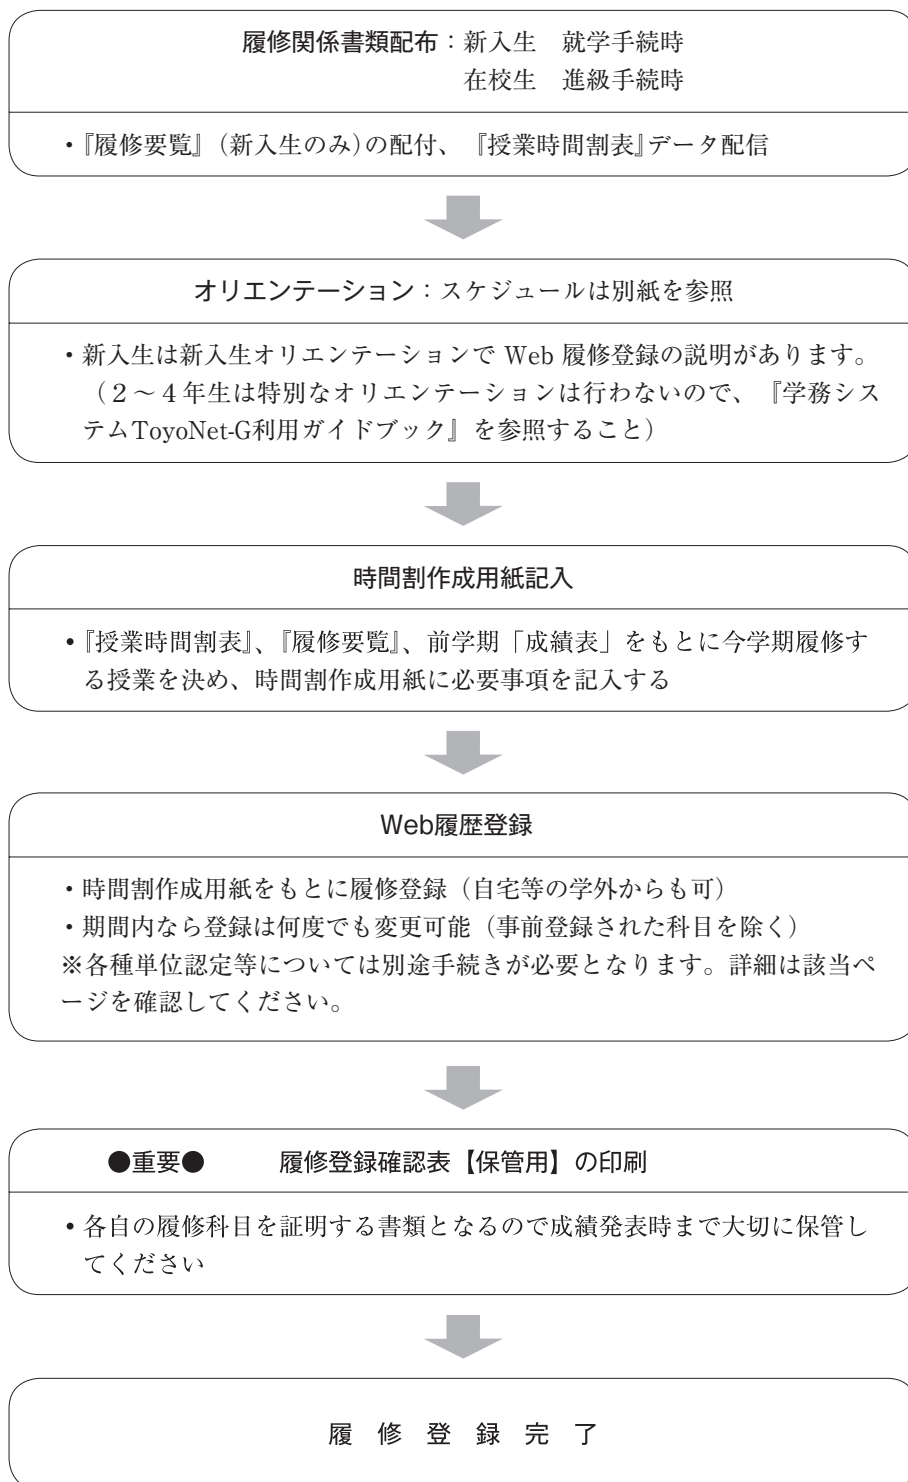 履修関係書類配布：新入生　就学手続時
在校生　進級手続時
・『履修要覧』（新入生のみ）の配付、『授業時間割表』データ配信
オリエンテーション：スケジュールは別紙を参照
・新入生は新入生オリエンテーションで Web 履修登録の説明があります。
（２～４年生は特別なオリエンテーションは行わないので、『学務シス
テムToyoNet-G利用ガイドブック』を参照すること）
時間割作成用紙記入
・『授業時間割表』、『履修要覧』、前学期「成績表」をもとに今学期履修す
る授業を決め、時間割作成用紙に必要事項を記入する
Web履歴登録
・時間割作成用紙をもとに履修登録（自宅等の学外からも可）
・期間内なら登録は何度でも変更可能（事前登録された科目を除く）
※各種単位認定等については別途手続きが必要となります。詳細は該当ペ
ージを確認してください。
●重要●　　　履修登録確認表【保管用】の印刷
・各自の履修科目を証明する書類となるので成績発表時まで大切に保管し
てください
履　修　登　録　完　了